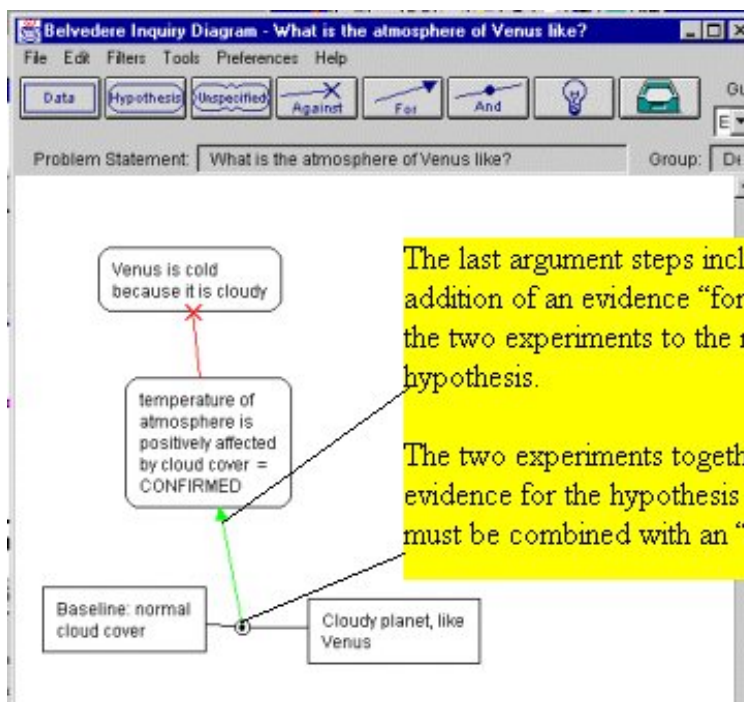 Belvedere Inquiry Diagram - What is the atmosphere of Venus like?
File Edit Filters Tools Preferences Help
Data Hypothesis Unspecified Against For And
Problem Statement: What is the atmosphere of Venus like? Group:
Venus is cold
because it is cloudy
temperature of
atmosphere is
positively affected
by cloud cover =
CONFIRMED
Baseline: normal
cloud cover
Cloudy planet, like
Venus
The last argument steps incl
addition of an evidence “for
the two experiments to the
hypothesis.
The two experiments togeth
evidence for the hypothesis
must be combined with an “